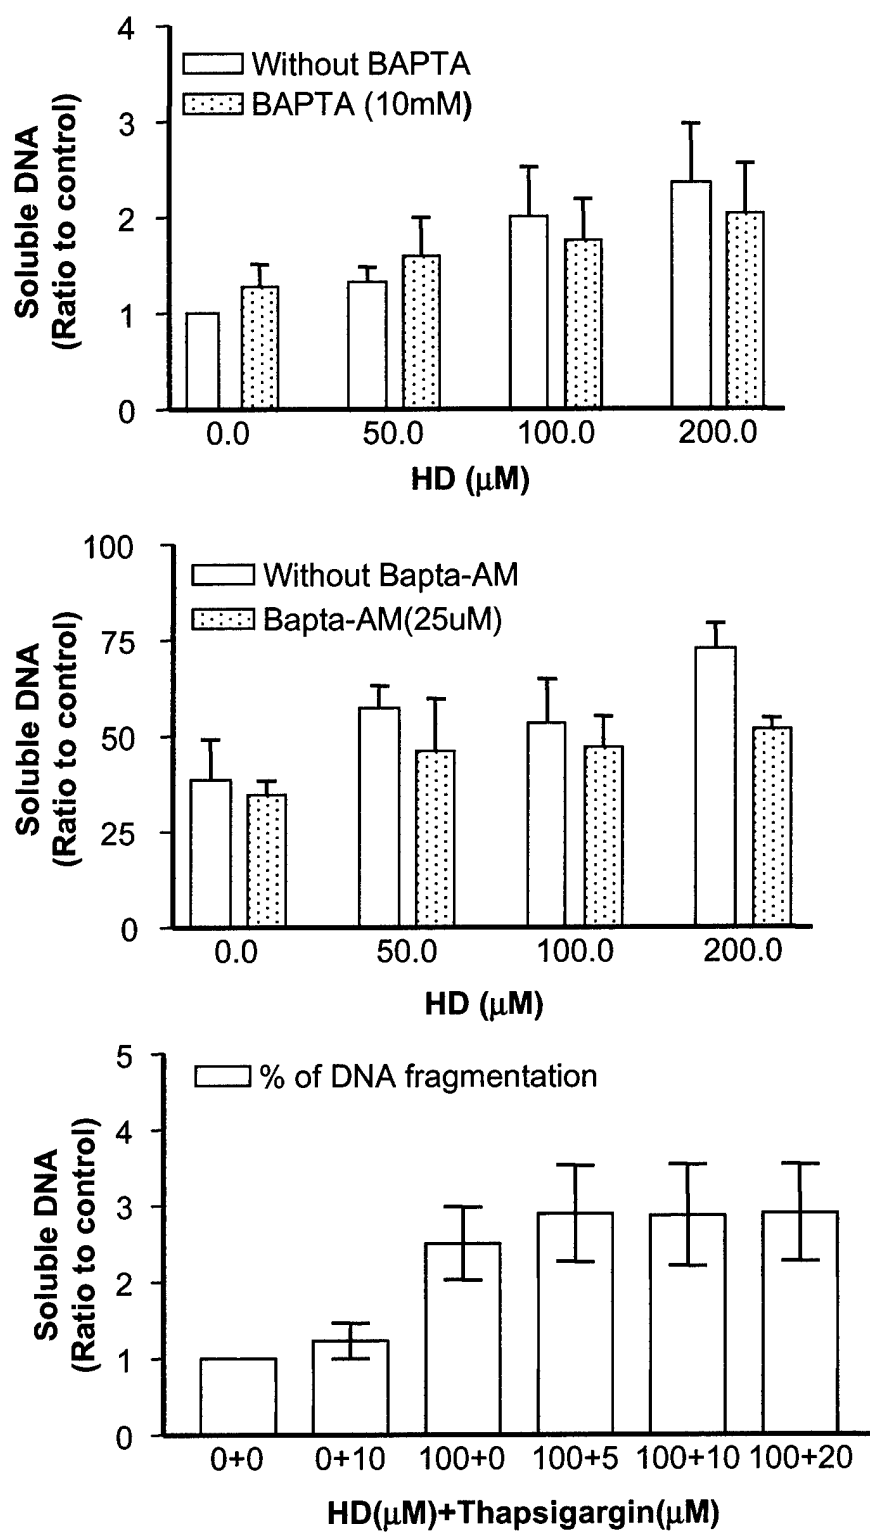 4
Without BAPTA
BAPTA (10mM)
3
2
1
0
Soluble DNA
(Ratio to control)
0.0 50.0 100.0 200.0
HD (μM)
100
Without Bapta-AM
Bapta-AM(25uM)
75
50
25
0
Soluble DNA
(Ratio to control)
0.0 50.0 100.0 200.0
HD (μM)
5
% of DNA fragmentation
4
3
2
1
0
Soluble DNA
(Ratio to control)
0+0 0+10 100+0 100+5 100+10 100+20
HD(μM)+Thapsigargin(μM)